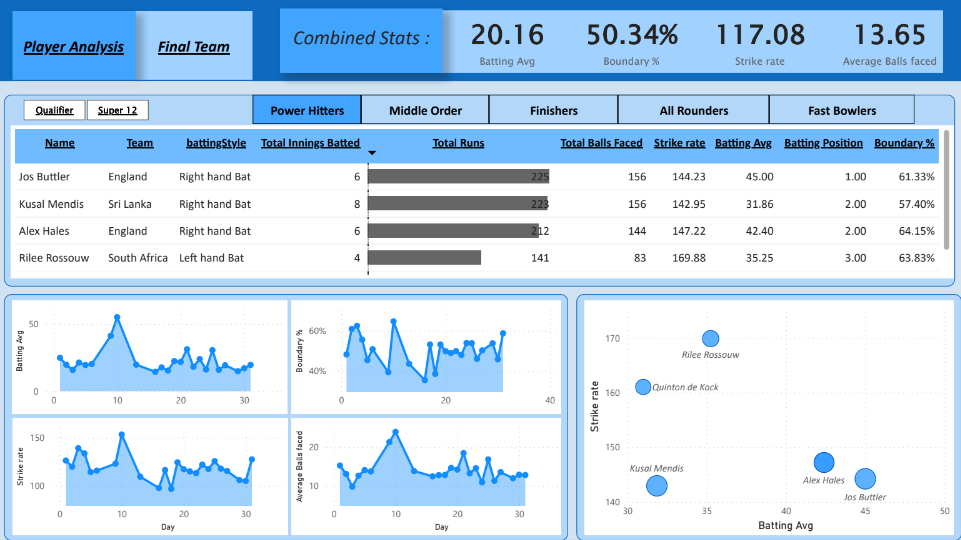 Player Analysis
Final Team
Combined Stats :
20.16
50.34%
117.08
13.65
Batting Avg
Boundary %
Strike rate
Average Balls faced
Qualifier
Super 12
Power Hitters
Middle Order
Finishers
All Rounders
Fast Bowlers
Name Team battingStyle Total Innings Batted Total Runs Total Balls Faced Strike rate Batting Avg Batting Position Boundary %
Jos Buttler England Right hand Bat 6 225 156 144.23 45.00 1.00 61.33%
Kusal Mendis Sri Lanka Right hand Bat 8 223 156 142.95 31.86 2.00 57.40%
Alex Hales England Right hand Bat 6 212 144 147.22 42.40 2.00 64.15%
Rilee Rossouw South Africa Left hand Bat 4 141 83 169.88 35.25 3.00 63.83%
Batting Avg
50
0
0 10 20 30
Boundary %
60%
40%
0 20 40
Strike rate
150
100
0 10 20 30
Day
Average Balls faced
20
10
0 10 20 30
Day
Strike rate
170
160
150
140
Rilee Rossouw
Quinton de Kock
Kusal Mendis
Alex Hales
Jos Buttler
30 35 40 45 50
Batting Avg